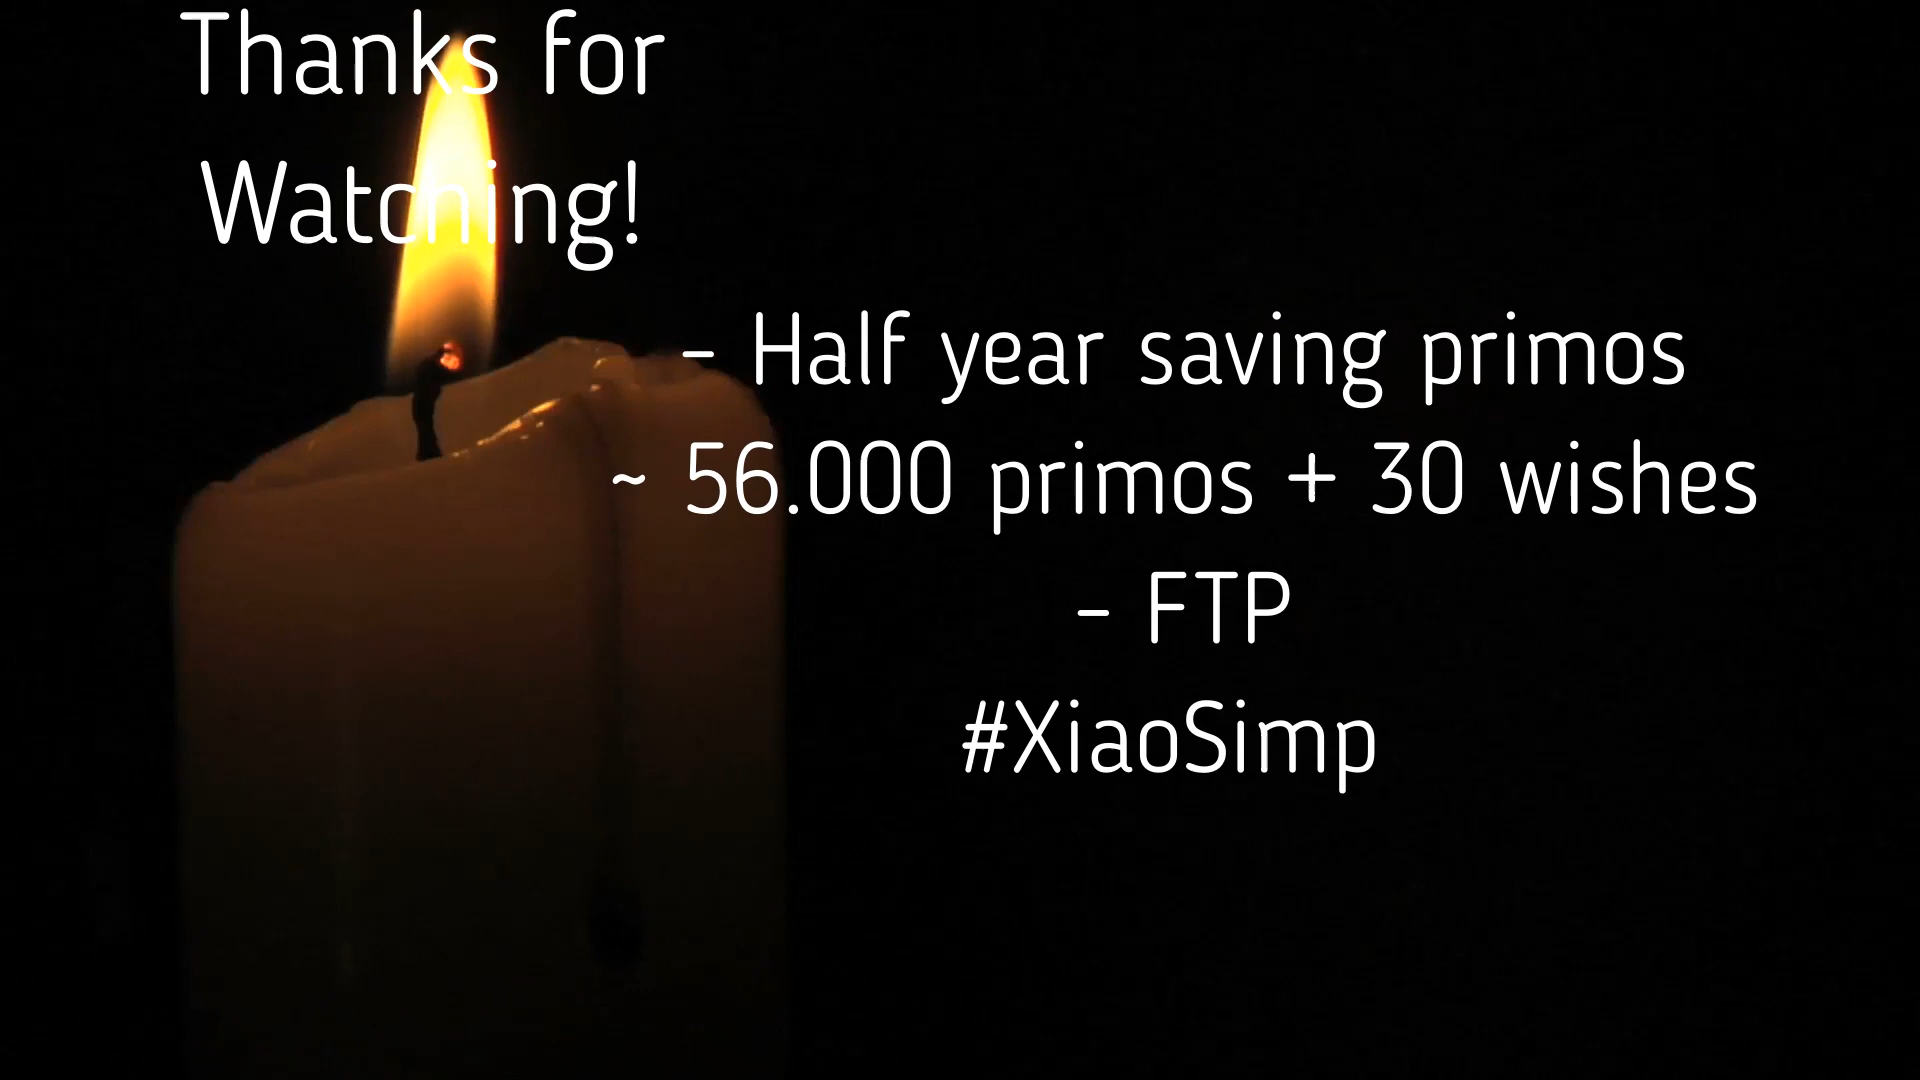 Thanks for
Watching!
- Half year saving primos
~ 56.000 primos + 30 wishes
- FTP
#XiaoSimp